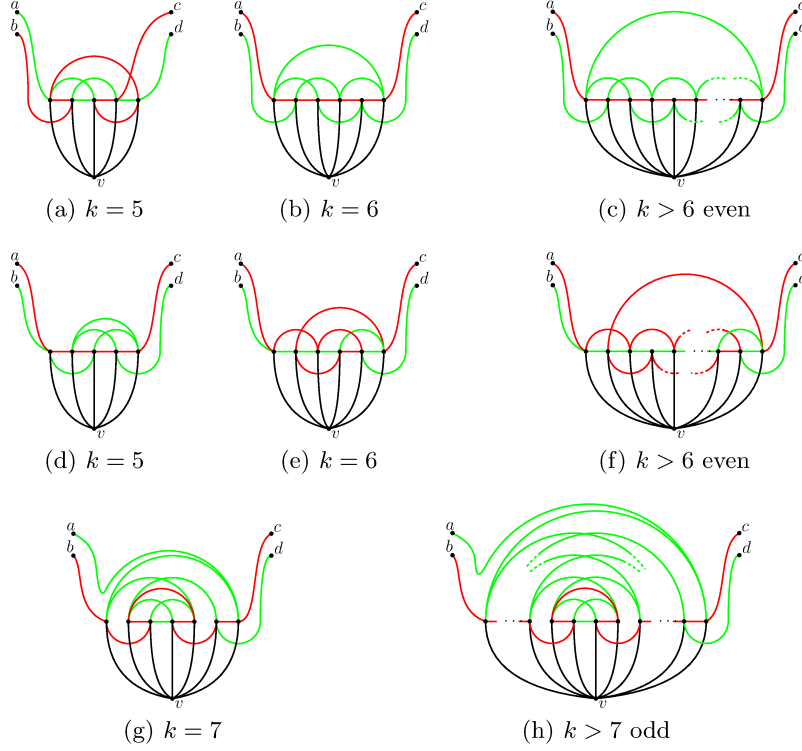 a c a c a
b d b d b
v v v
(a) k = 5 (b) k = 6 (c) k > 6 even
a c a c a
b d b d b
v v v
(d) k = 5 (e) k = 6 (f) k > 6 even
a c a c
b d b d
v v
(g) k = 7 (h) k > 7 odd